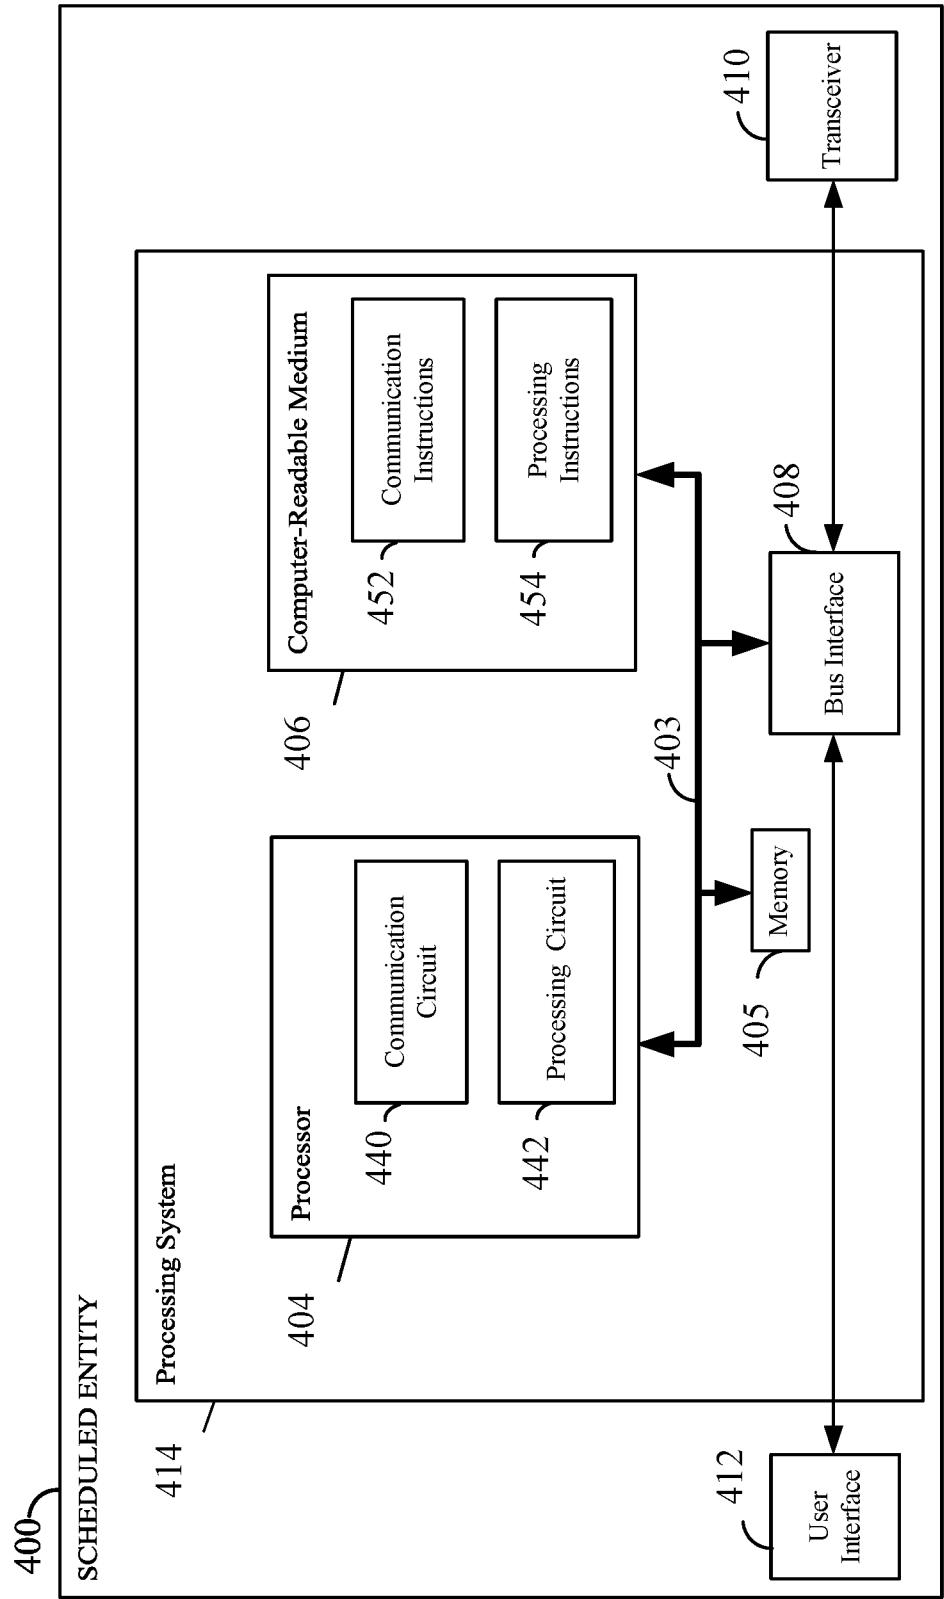 400
SCHEDULED ENTITY
414
Processing System
404
Processor
440
Communication
Circuit
442
Processing Circuit
406
Computer-Readable Medium
452
Communication
Instructions
454
Processing
Instructions
403
405
Memory
408
Bus Interface
412
User
Interface
410
Transceiver